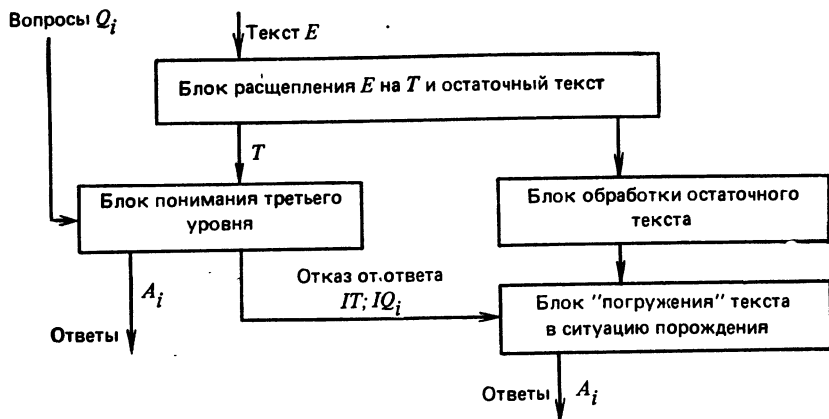 Вопросы Qi
Текст E
Блок расщепления E на T и остаточный текст
T
Блок понимания третьего
уровня
Блок обработки остаточного
текста
Ai
Отказ от ответа
IT; IQi
Блок "погружения" текста
в ситуацию порождения
Ответы
Ответы Ai